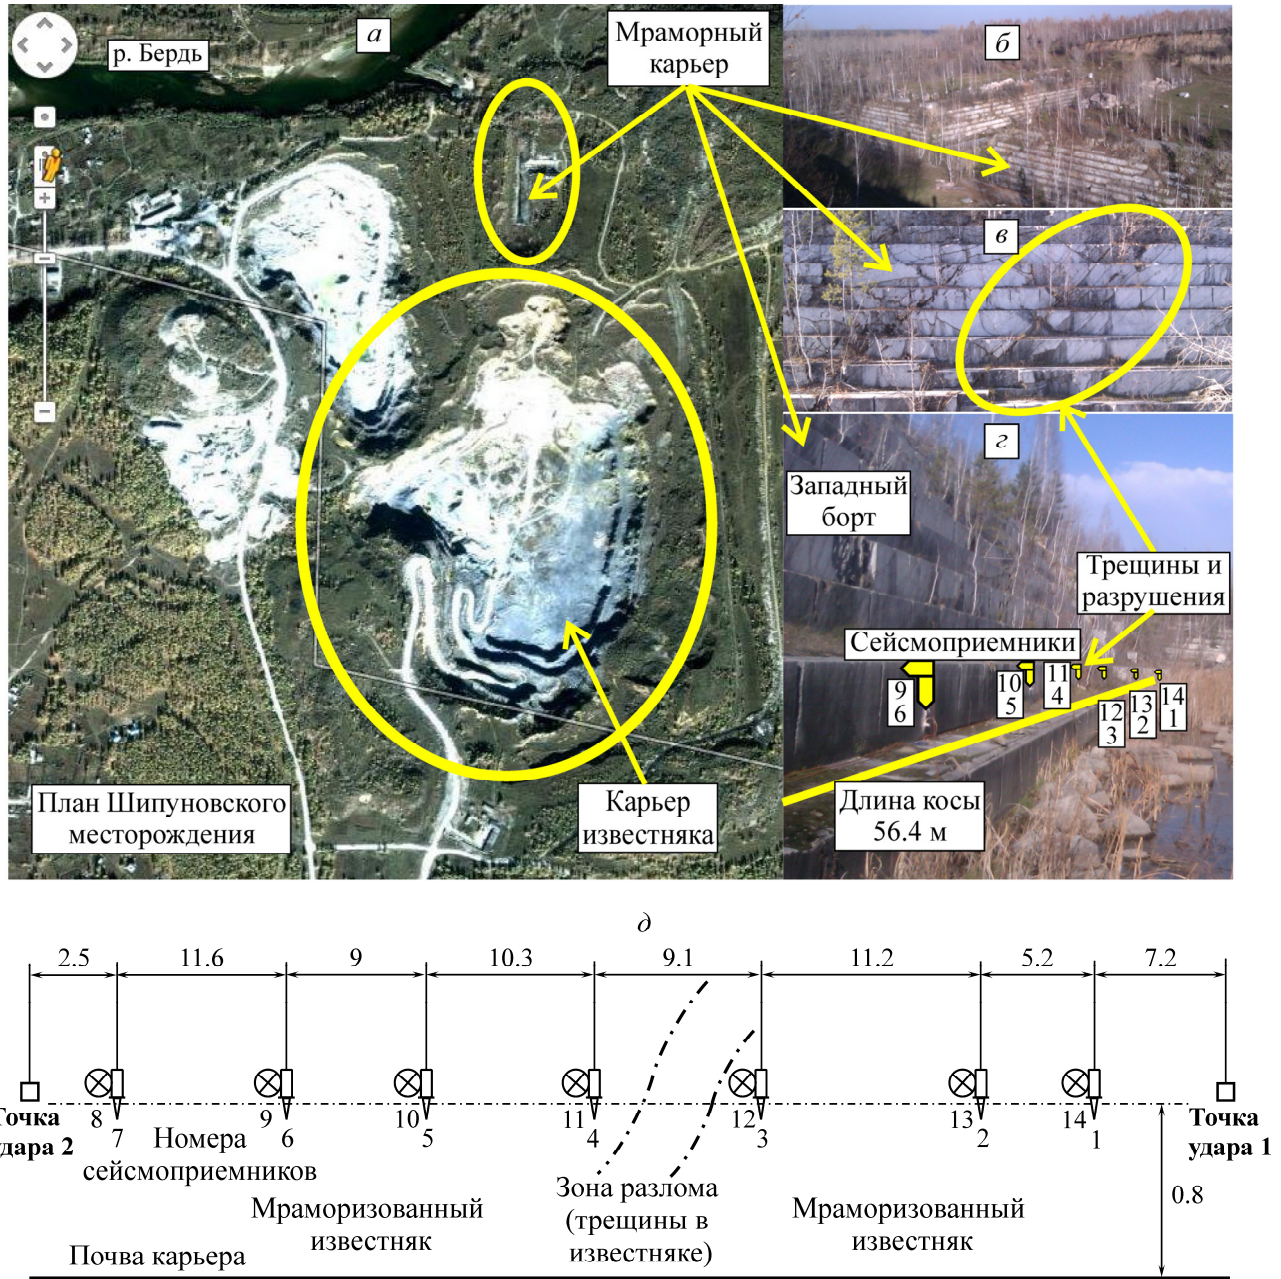 р. Бердь
а
Мраморный
карьер
б
в
г
Западный
борт
Трещины и
разрушения
Сейсмоприемники
9
6
10
5
11
4
12
3
13
2
14
1
План Шипуновского
месторождения
Карьер
известняка
Длина косы
56.4 м
д
2.5 11.6 9 10.3 9.1 11.2 5.2 7.2
8 9 10 11 12 13 14
7 6 5 4 3 2 1
Точка
удара 2
Номера
сейсмоприемников
Точка
удара 1
Зона разлома
(трещины в
известняке)
Мраморизованный
известняк
Мраморизованный
известняк
0.8
Почва карьера